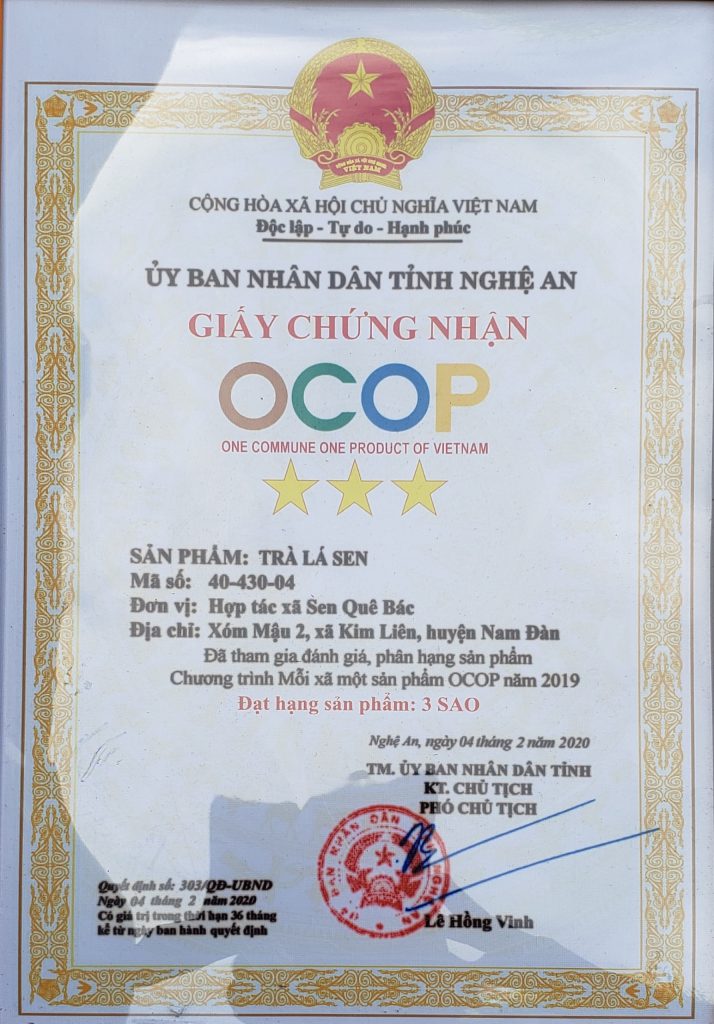 VIỆT NAM
CỘNG HÒA XÃ HỘI CHỦ NGHĨA VIỆT NAM
Độc lập - Tự do - Hạnh phúc
ỦY BAN NHÂN DÂN TỈNH NGHỆ AN
GIẤY CHỨNG NHẬN
OCOP
ONE COMMUNE ONE PRODUCT OF VIETNAM
SẢN PHẨM: TRÀ LÁ SEN
Mã số: 40-430-04
Đơn vị: Hợp tác xã Sen Quê Bác
Địa chỉ: Xóm Mậu 2, xã Kim Liên, huyện Nam Đàn
Đã tham gia đánh giá, phân hạng sản phẩm
Chương trình Mỗi xã một sản phẩm OCOP năm 2019
Đạt hạng sản phẩm: 3 SAO
Nghệ An, ngày 04 tháng 2 năm 2020
TM. ỦY BAN NHÂN DÂN TỈNH
KT. CHỦ TỊCH
PHÓ CHỦ TỊCH
Lê Hồng Vinh
Quyết định số: 303/QĐ-UBND
Ngày 04 tháng 2 năm 2020
Có giá trị trong thời hạn 36 tháng
kể từ ngày ban hành quyết định